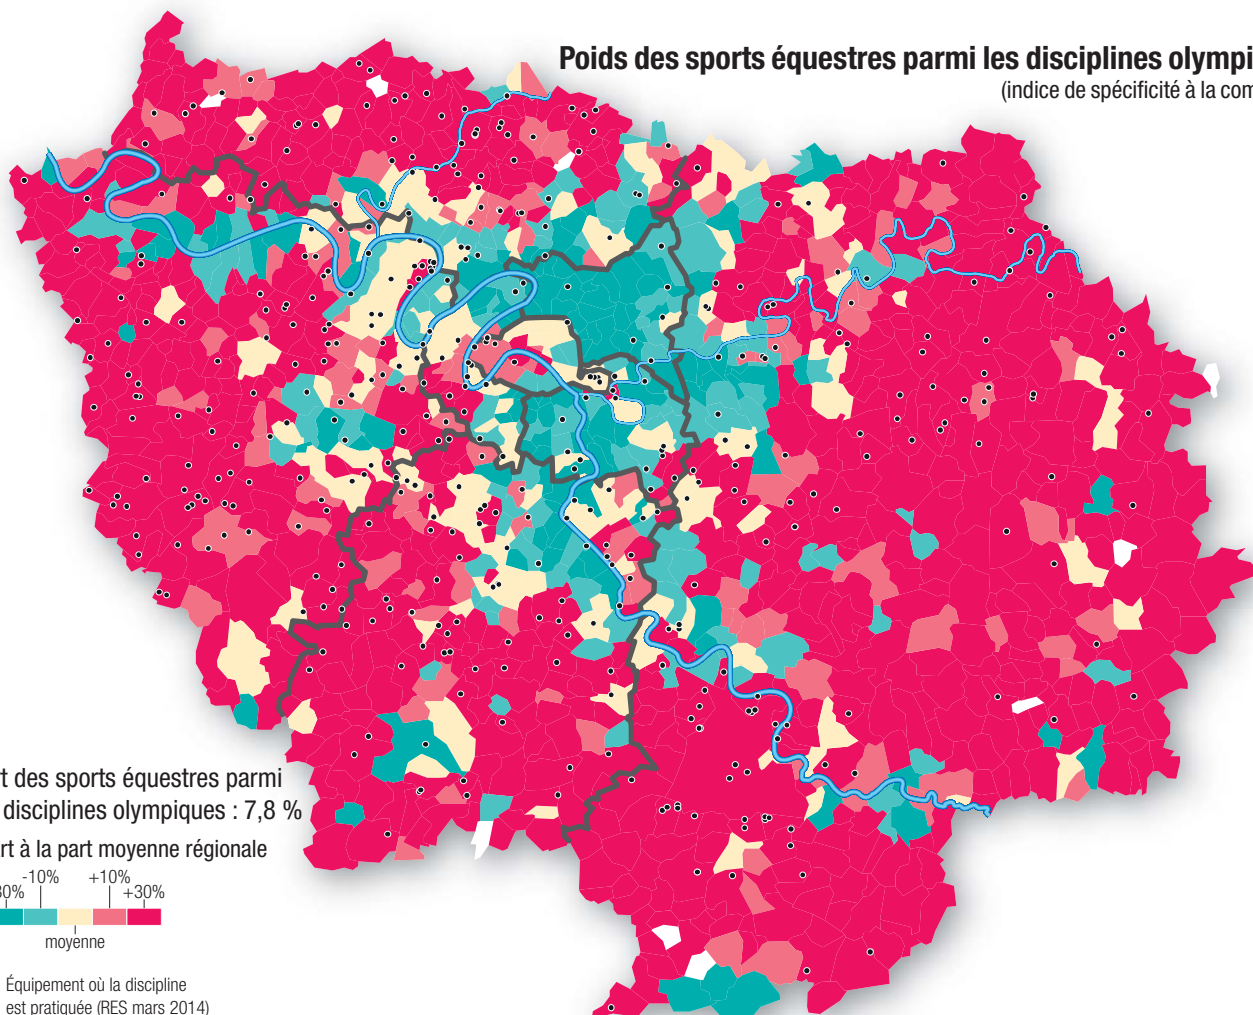 Poids des sports équestres parmi les disciplines olympi
(indice de spécificité à la com
rt des sports équestres parmi
disciplines olympiques : 7,8 %
rt à la part moyenne régionale
-10% +10%
30% +30%
moyenne
Équipement où la discipline
est pratiquée (RES mars 2014)